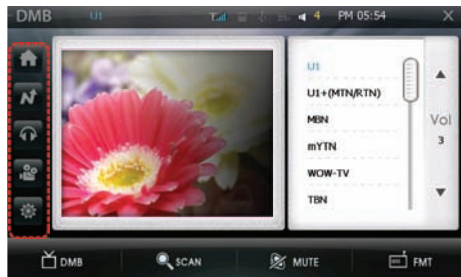 DMB U1 T 4 PM 05:54 X
U1
U1+(MTN/RTN)
MBN
mYTN
WOW-TV
TBN
Vol
3
DMB SCAN MUTE FMT